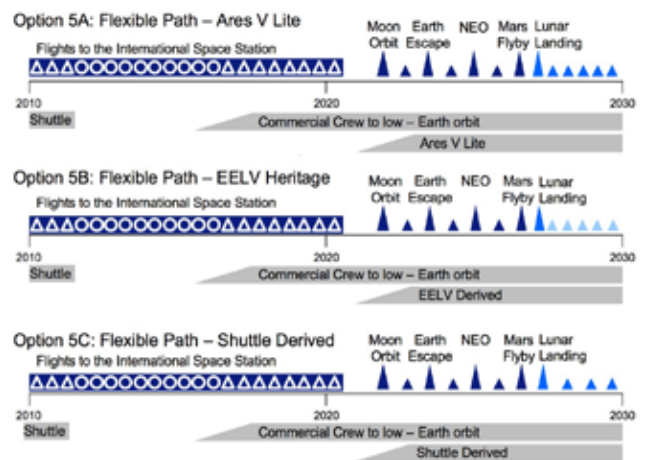 Option 5A: Flexible Path – Ares V Lite
Moon Earth NEO Mars Lunar
Orbit Escape Flyby Landing
Flights to the International Space Station
2010 2020 2030
Shuttle Commercial Crew to low – Earth orbit
Ares V Lite
Option 5B: Flexible Path – EELV Heritage
Moon Earth NEO Mars Lunar
Orbit Escape Flyby Landing
Flights to the International Space Station
2010 2020 2030
Shuttle Commercial Crew to low – Earth orbit
EELV Derived
Option 5C: Flexible Path – Shuttle Derived
Moon Earth NEO Mars Lunar
Orbit Escape Flyby Landing
Flights to the International Space Station
2010 2020 2030
Shuttle Commercial Crew to low – Earth orbit
Shuttle Derived